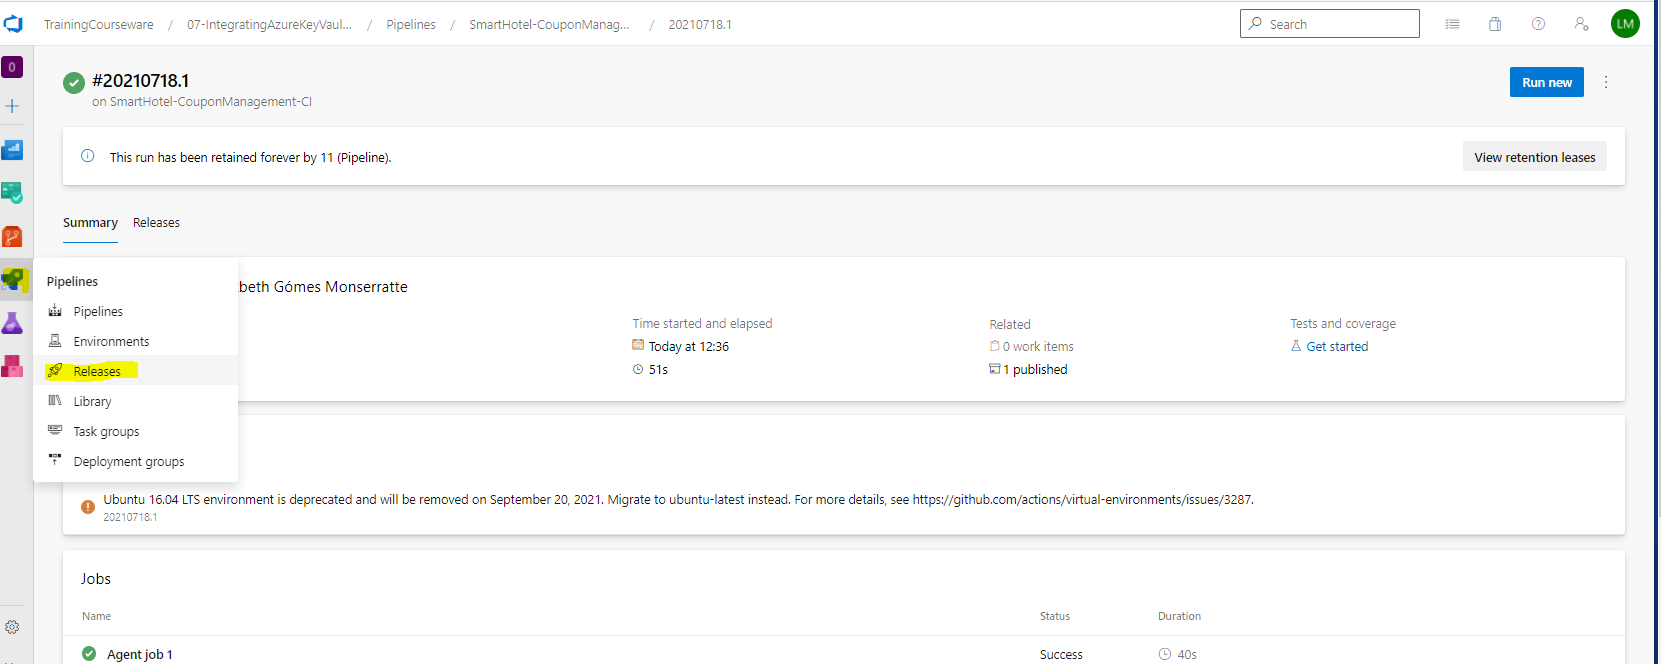 TrainingCourseware / 07-IntegratingAzureKeyVaul... / Pipelines / SmartHotel-CouponManag... / 20210718.1
Search
LM
O
#20210718.1
on SmartHotel-CouponManagement-CI
Run new
This run has been retained forever by 11 (Pipeline).
View retention leases
Summary Releases
Pipelines
Pipelines
Environments
Releases
Library
Task groups
Deployment groups
beth Gómes Monserratte
Time started and elapsed
Today at 12:36
51s
Related
0 work items
1 published
Tests and coverage
Get started
Ubuntu 16.04 LTS environment is deprecated and will be removed on September 20, 2021. Migrate to ubuntu-latest instead. For more details, see https://github.com/actions/virtual-environments/issues/3287.
20210718.1
Jobs
Name Status Duration
Agent job 1 Success 40s